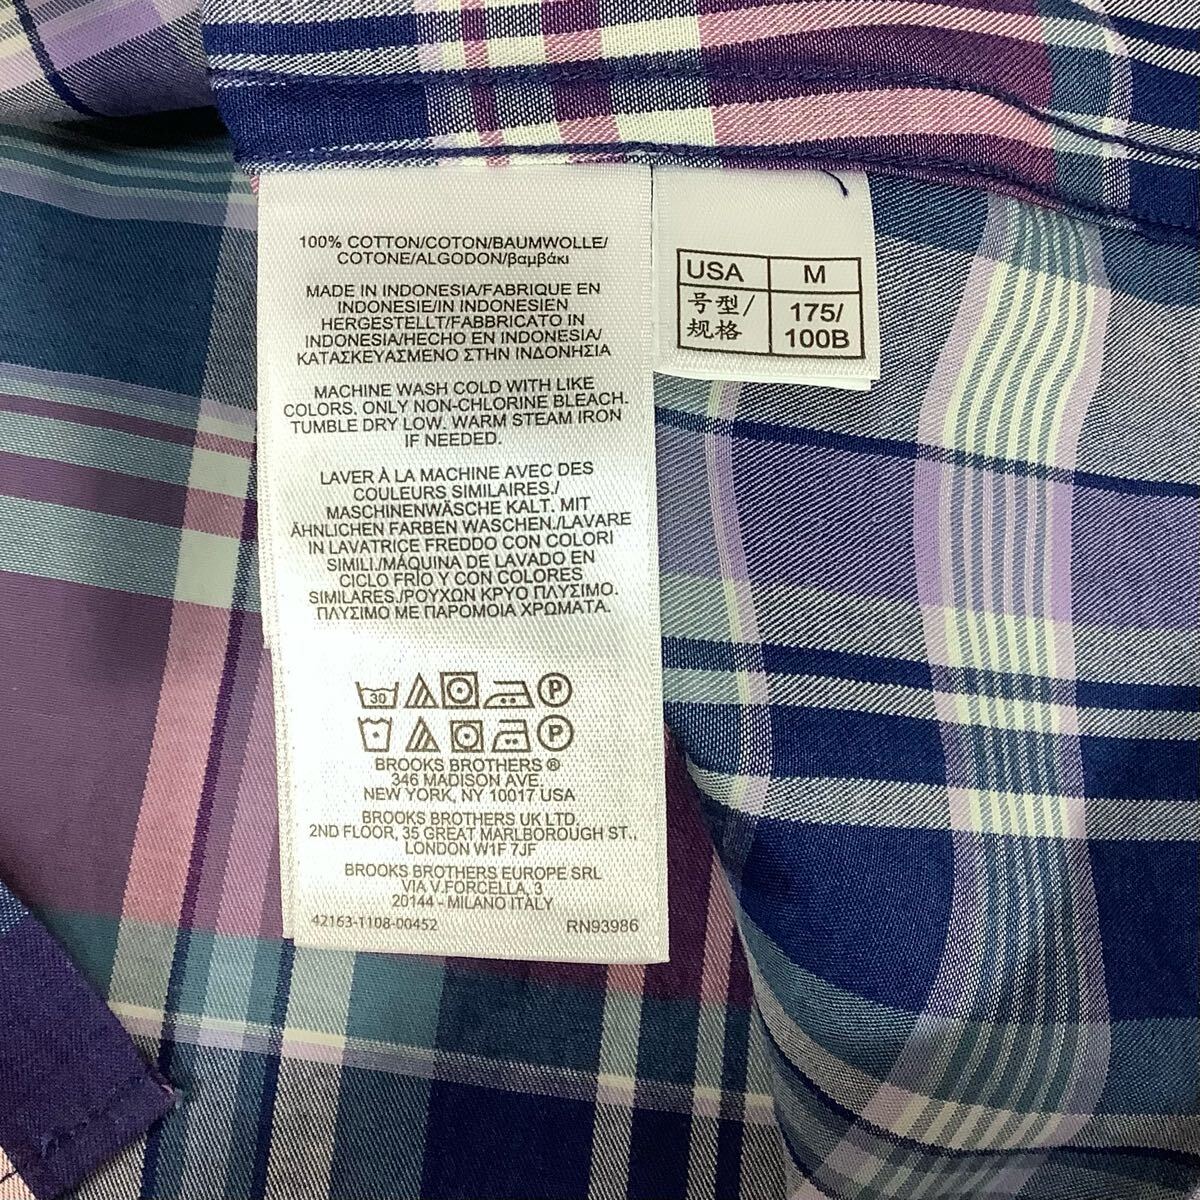 100% COTTON/COTON/BAUMWOLLE/
COTONE/ALGODON/βαμβάκι
MADE IN INDONESIA/FABRIQUE EN
INDONESIE/IN INDONESIEN
HERGESTELLT/FABBRICATO IN
INDONESIA/HECHO EN INDONESIA/
ΚΑΤΑΣΚΕΥΑΣΜΕΝΟ ΣΤΗΝ ΙΝΔΟΝΗΣΙΑ
MACHINE WASH COLD WITH LIKE
COLORS. ONLY NON-CHLORINE BLEACH.
TUMBLE DRY LOW. WARM STEAM IRON
IF NEEDED.
LAVER À LA MACHINE AVEC DES
COULEURS SIMILAIRES./
MASCHINENWÄSCHE KALT. MIT
ÄHNLICHEN FARBEN WASCHEN./LAVARE
IN LAVATRICE FREDDO CON COLORI
SIMILI./MÁQUINA DE LAVADO EN
CICLO FRÍO Y CON COLORES
SIMILARES./ΡΟΥΧΩΝ ΚΡΥΟ ΠΛΥΣΙΜΟ.
ΠΛΥΣΙΜΟ ΜΕ ΠΑΡΟΜΟΙΑ ΧΡΩΜΑΤΑ.
30 P
P
BROOKS BROTHERS ®
346 MADISON AVE.
NEW YORK, NY 10017 USA
BROOKS BROTHERS UK LTD.
2ND FLOOR, 35 GREAT MARLBOROUGH ST.,
LONDON W1F 7JF
BROOKS BROTHERS EUROPE SRL
VIA V.FORCELLA, 3
20144 - MILANO ITALY
42163-1108-00452 RN93986
USA M
号型/ 175/
规格 100B